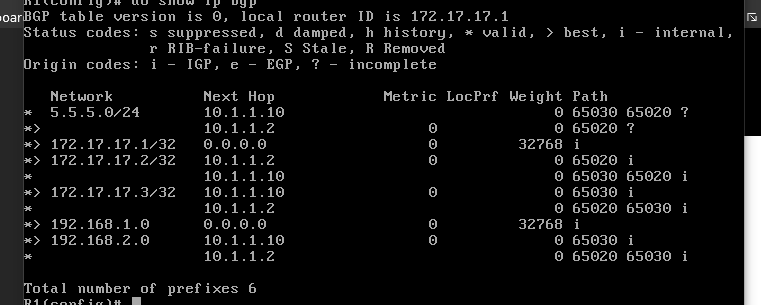 boar
R1(config)# do show ip bgp
BGP table version is 0, local router ID is 172.17.17.1
Status codes: s suppressed, d damped, h history, * valid, > best, i - internal,
              r RIB-failure, S Stale, R Removed
Origin codes: i - IGP, e - EGP, ? - incomplete
   Network          Next Hop            Metric LocPrf Weight Path
*  5.5.5.0/24       10.1.1.10                              0 65030 65020 ?
*>                  10.1.1.2                 0             0 65020 ?
*> 172.17.17.1/32   0.0.0.0                  0         32768 i
*> 172.17.17.2/32   10.1.1.2                 0             0 65020 i
*                   10.1.1.10                              0 65030 65020 i
*> 172.17.17.3/32   10.1.1.10                0             0 65030 i
*                   10.1.1.2                               0 65020 65030 i
*> 192.168.1.0      0.0.0.0                  0         32768 i
*> 192.168.2.0      10.1.1.10                0             0 65030 i
*                   10.1.1.2                               0 65020 65030 i
Total number of prefixes 6
R1(config)#